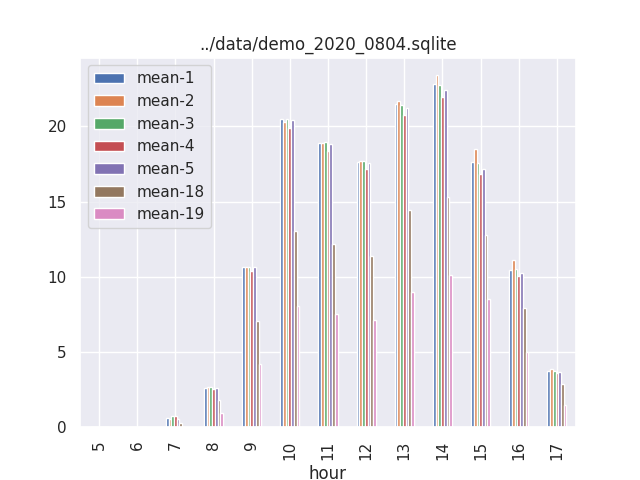 ../data/demo_2020_0804.sqlite
mean-1
mean-2
mean-3
mean-4
mean-5
mean-18
mean-19
20
15
10
5
0
5 6 7 8 9 10 11 12 13 14 15 16 17
hour